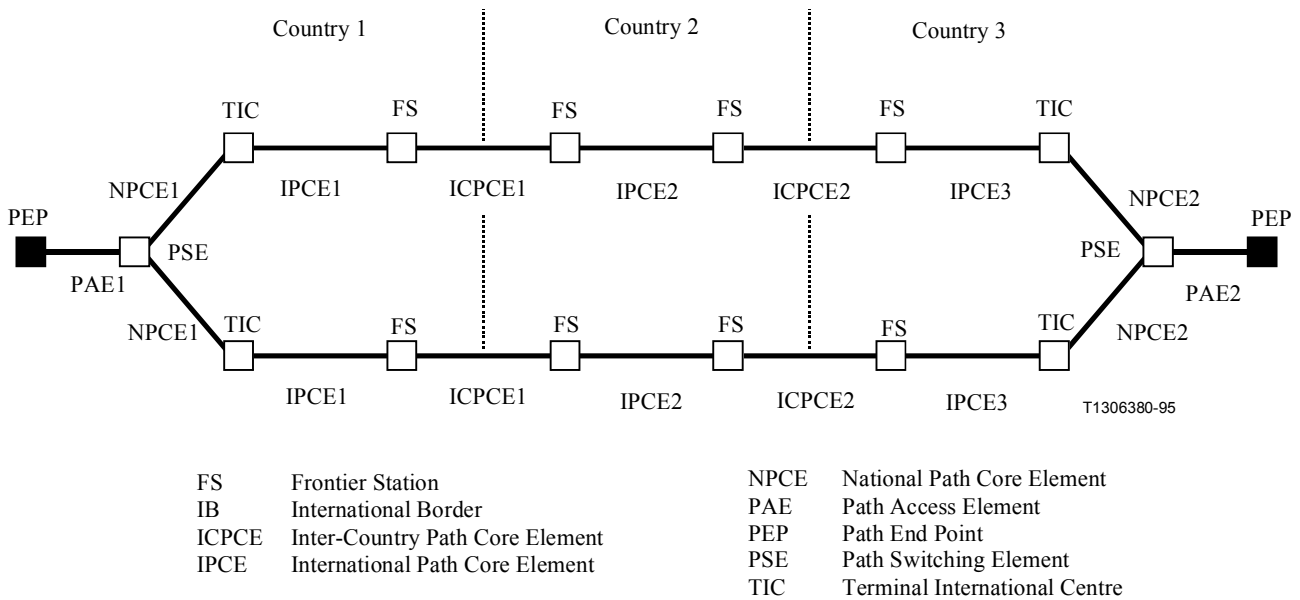 Country 1 Country 2 Country 3
TIC FS FS FS FS TIC
NPCE1 IPCE1 ICPCE1 IPCE2 ICPCE2 IPCE3 NPCE2
PEP PSE PSE PEP
PAE1 PAE2
NPCE1 TIC FS FS FS FS TIC NPCE2
IPCE1 ICPCE1 IPCE2 ICPCE2 IPCE3
T1306380-95
FS Frontier Station
IB International Border
ICPCE Inter-Country Path Core Element
IPCE International Path Core Element
NPCE National Path Core Element
PAE Path Access Element
PEP Path End Point
PSE Path Switching Element
TIC Terminal International Centre